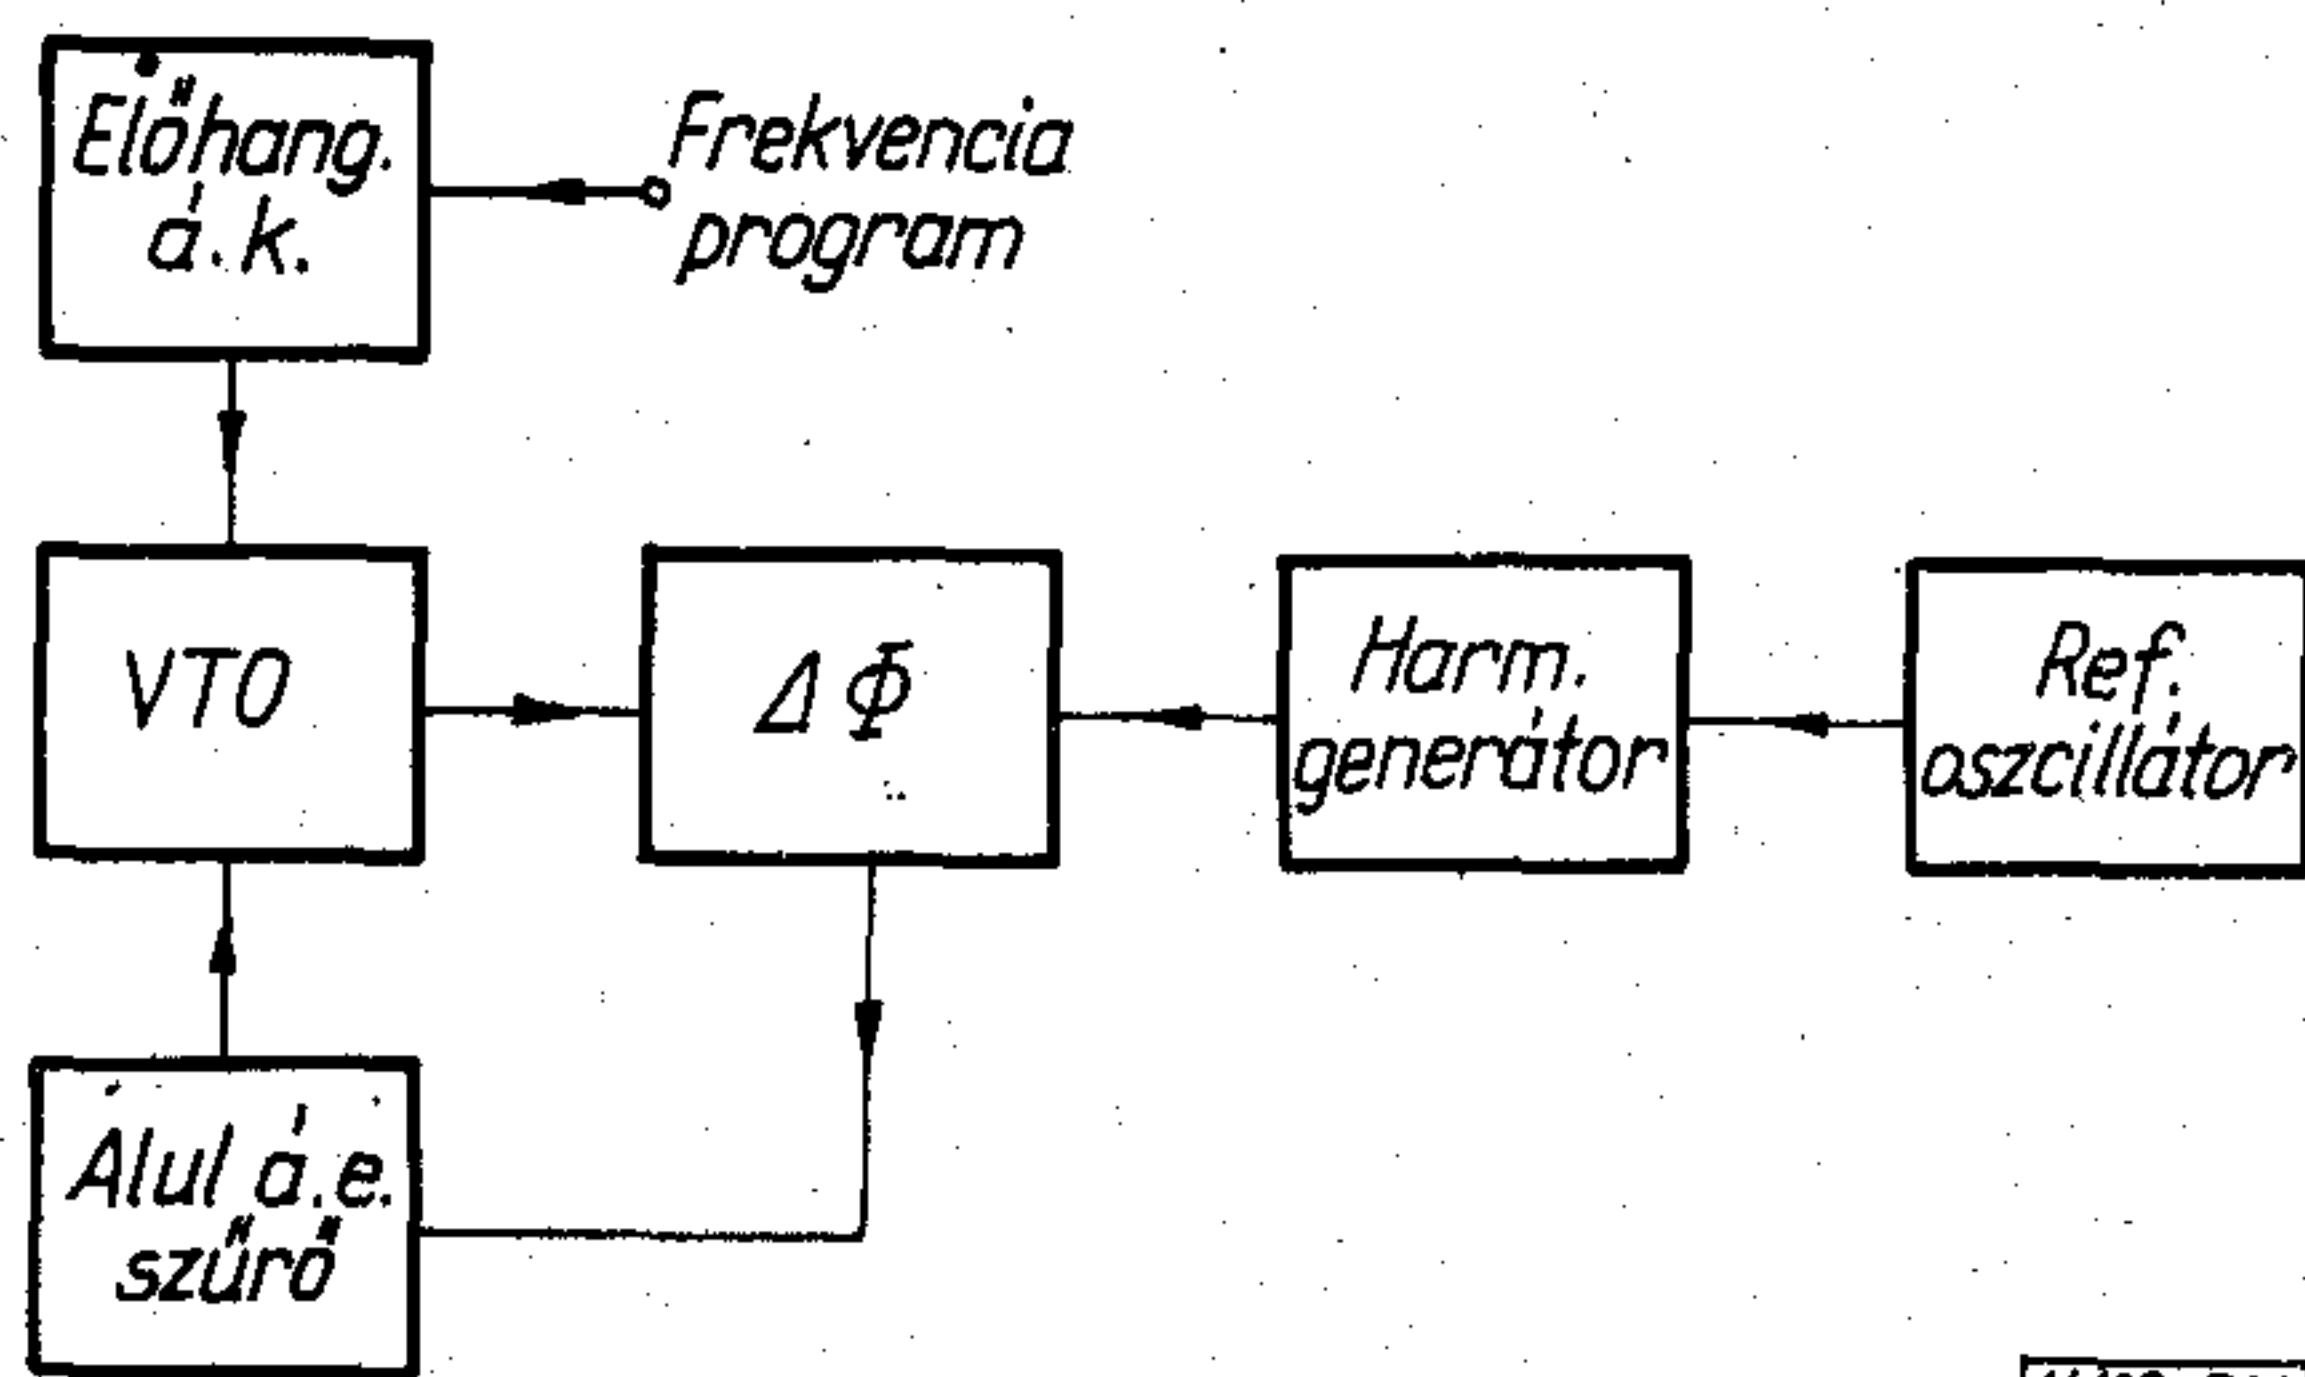 Előhang.
á.k.
Frekvencia
program
VTO
ΔΦ
Harm.
generátor
Ref.
oszcillátor
Alul á.e.
szűrő